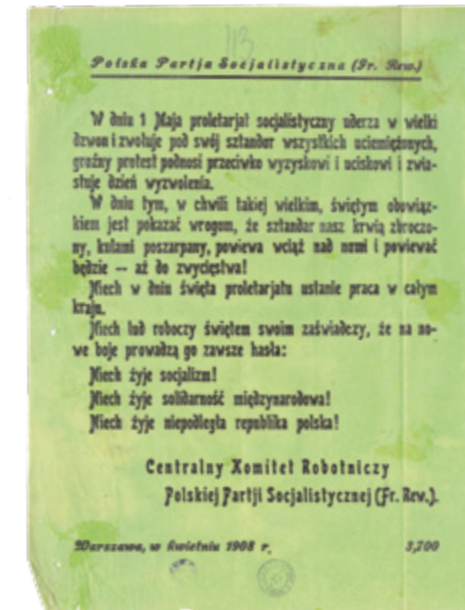 113
Polska Partja Socjalistyczna (Fr. Rew.)
W dniu 1 Maja proletarjat socjalistyczny uderza w wielki
dzwon i zwołuje pod swój sztandar wszystkich uciemiężonych,
groźny protest podnosi przeciwko wyzyskowi i uciskowi i zwia-
stuje dzień wyzwolenia.
W dniu tym, w chwili takiej wielkim, świętym obowiąz-
kiem jest pokazać wrogom, że sztandar nasz krwią zbroczo-
ny, kulami poszarpany, powiewa wciąż nad nami i powiewać
będzie — aż do zwycięstwa!
Niech w dniu święta proletarjatu ustanie praca w całym
kraju.
Niech lud roboczy świętem swoim zaświadczy, że na no-
we boje prowadzą go zawsze hasła:
Niech żyje socjalizm!
Niech żyje solidarność międzynarodowa!
Niech żyje niepodległa republika polska!
Centralny Komitet Robotniczy
Polskiej Partji Socjalistycznej (Fr. Rew.).
Warszawa, w kwietniu 1908 r. 3,700